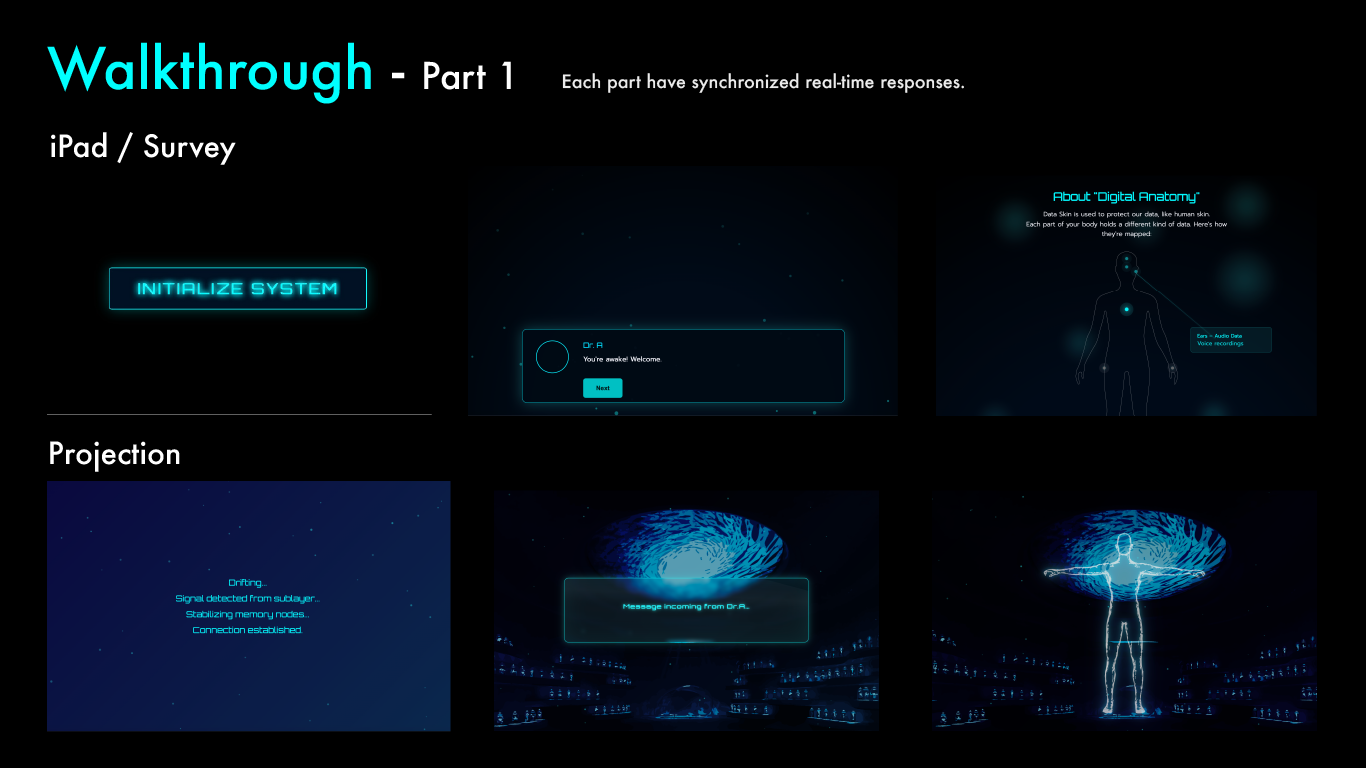 Walkthrough - Part 1
Each part have synchronized real-time responses.
iPad / Survey
INITIALIZE SYSTEM
Dr. A
You're awake! Welcome.
Next
About "Digital Anatomy"
Data Skin is used to protect our data, like human skin.
Each part of your body holds a different kind of data. Here's how
they're mapped:
Ears – Audio Data
Voice recordings
Projection
Drifting...
Signal detected from sublayer...
Stabilizing memory nodes...
Connection established.
Message incoming from Dr.A...